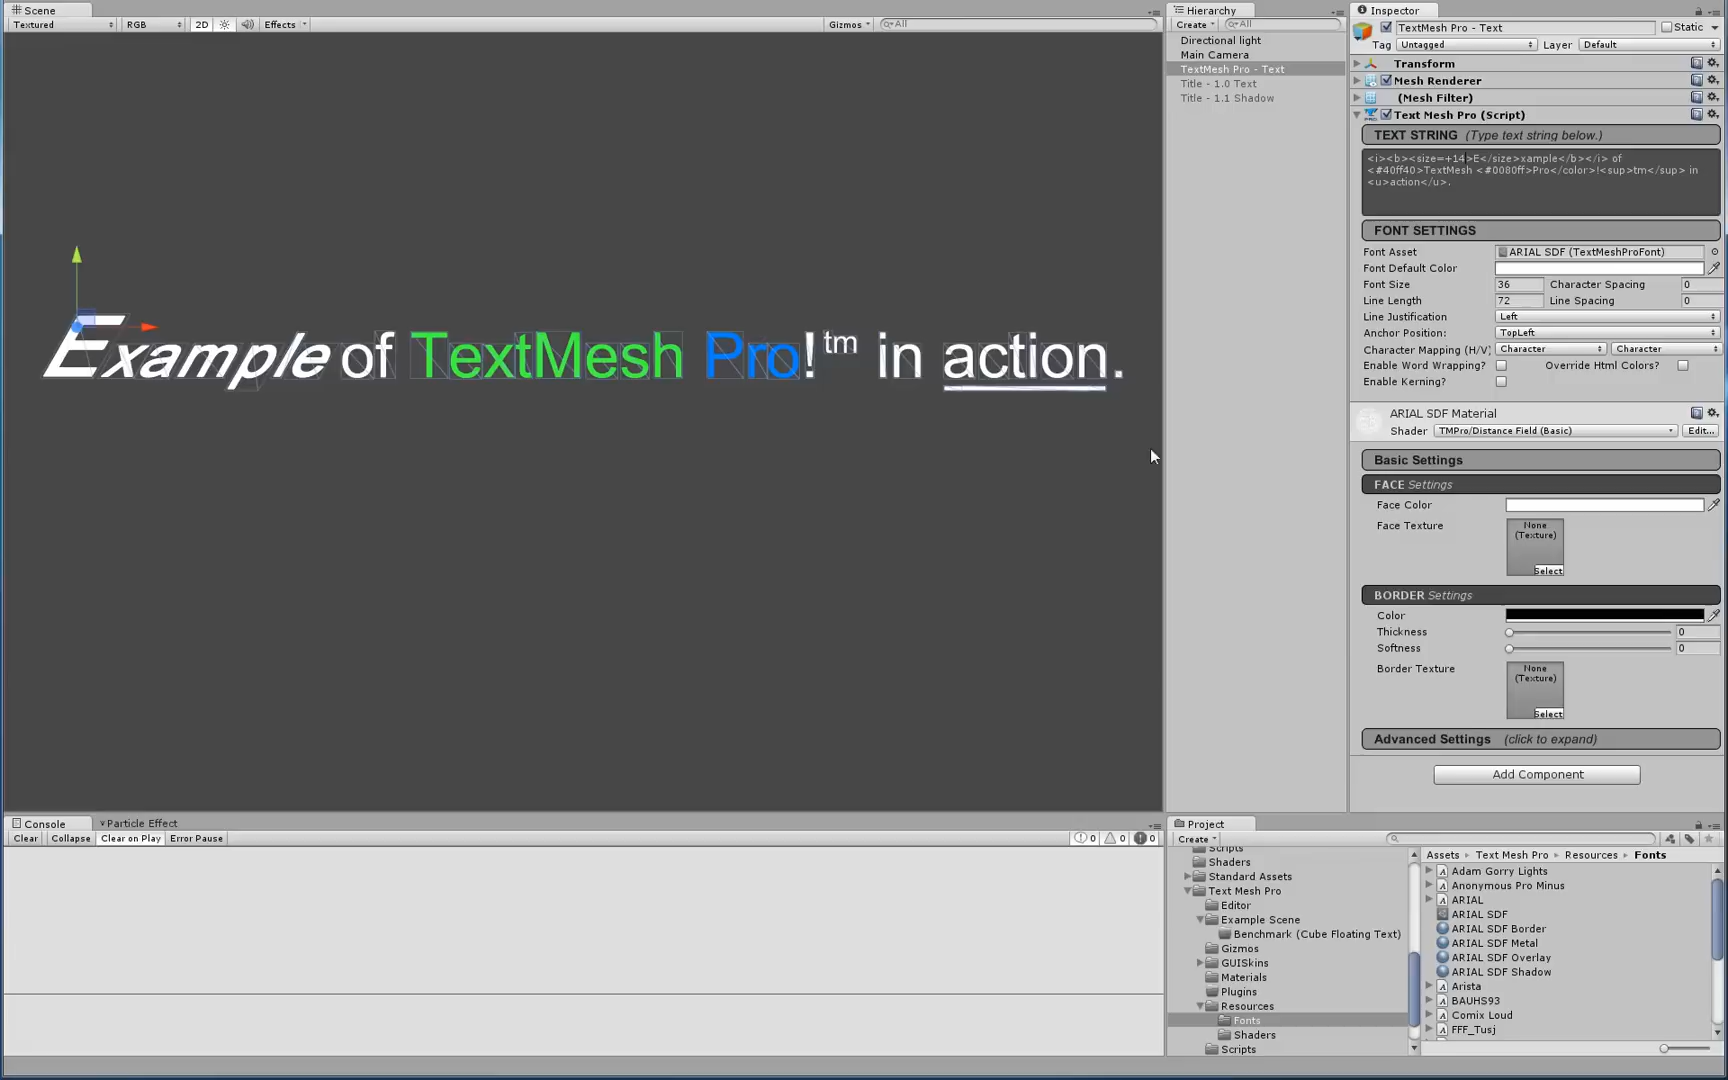 Scene
Textured RGB 2D Effects Gizmos All
Example of TextMesh Pro!tm in action.
Hierarchy
Create All
Directional light
Main Camera
TextMesh Pro - Text
Title - 1.0 Text
Title - 1.1 Shadow
Inspector
TextMesh Pro - Text Static
Tag Untagged Layer Default
Transform
Mesh Renderer
(Mesh Filter)
Text Mesh Pro (Script)
TEXT STRING (Type text string below.)
<i><b><size=+14>E</size>xample</b></i> of
<#40ff40>TextMesh <#0080ff>Pro</color>!<sup>tm</sup> in
<u>action</u>.
FONT SETTINGS
Font Asset ARIAL SDF (TextMeshProFont)
Font Default Color
Font Size 36 Character Spacing 0
Line Length 72 Line Spacing 0
Line Justification Left
Anchor Position: TopLeft
Character Mapping (H/V) Character Character
Enable Word Wrapping? Override Html Colors?
Enable Kerning?
ARIAL SDF Material
Shader TMPro/Distance Field (Basic) Edit...
Basic Settings
FACE Settings
Face Color
Face Texture None
(Texture)
Select
BORDER Settings
Color
Thickness 0
Softness 0
Border Texture None
(Texture)
Select
Advanced Settings (click to expand)
Add Component
Console Particle Effect
Clear Collapse Clear on Play Error Pause 0 0 0
Project
Create
Scripts
Shaders
Standard Assets
Text Mesh Pro
Editor
Example Scene
Benchmark (Cube Floating Text)
Gizmos
GUISkins
Materials
Plugins
Resources
Fonts
Shaders
Scripts
Assets Text Mesh Pro Resources Fonts
Adam Gorry Lights
Anonymous Pro Minus
ARIAL
ARIAL SDF
ARIAL SDF Border
ARIAL SDF Metal
ARIAL SDF Overlay
ARIAL SDF Shadow
Arista
BAUHS93
Comix Loud
FFF_Tusj